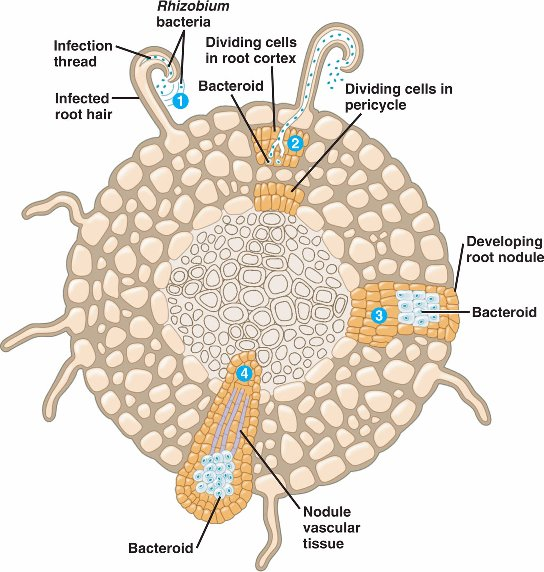 Rhizobium
bacteria
Infection
thread
Dividing cells
in root cortex
Bacteroid
Dividing cells in
pericycle
Infected
root hair
1
2
Developing
root nodule
Bacteroid
3
4
Nodule
vascular
tissue
Bacteroid